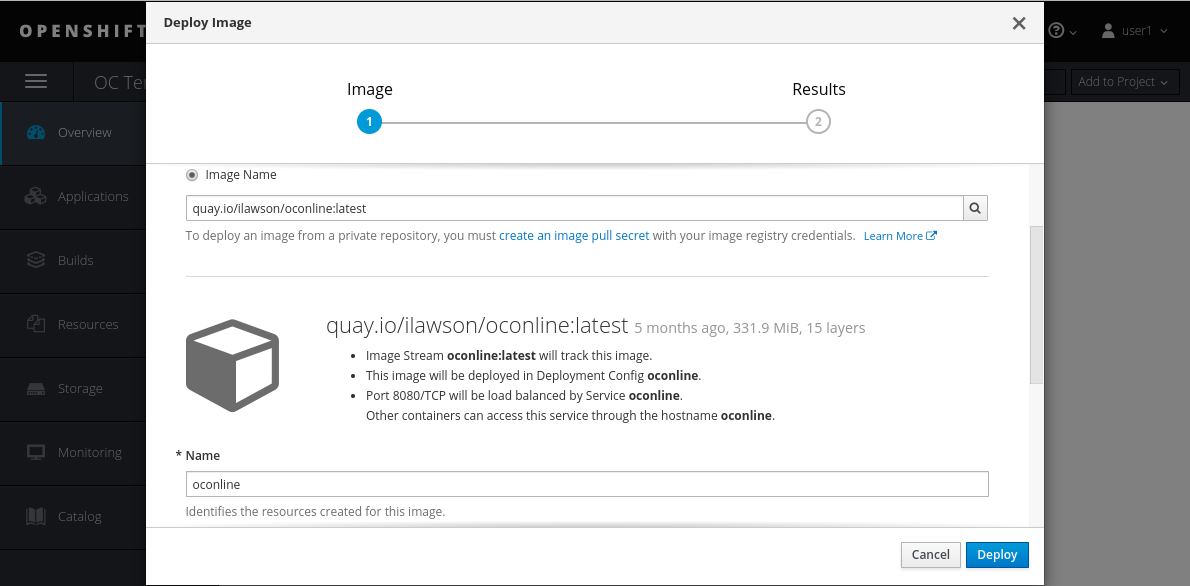 Deploy Image
OPENSHIFT
user1
OC Ter
Add to Project
Image
Results
1
2
Overview
Applications
Builds
Resources
Storage
Monitoring
Catalog
Image Name
quay.io/ilawson/oconline:latest
To deploy an image from a private repository, you must create an image pull secret with your image registry credentials. Learn More
quay.io/ilawson/oconline:latest 5 months ago, 331.9 MiB, 15 layers
• Image Stream oconline:latest will track this image.
• This image will be deployed in Deployment Config oconline.
• Port 8080/TCP will be load balanced by Service oconline.
Other containers can access this service through the hostname oconline.
* Name
oconline
Identifies the resources created for this image.
Cancel
Deploy